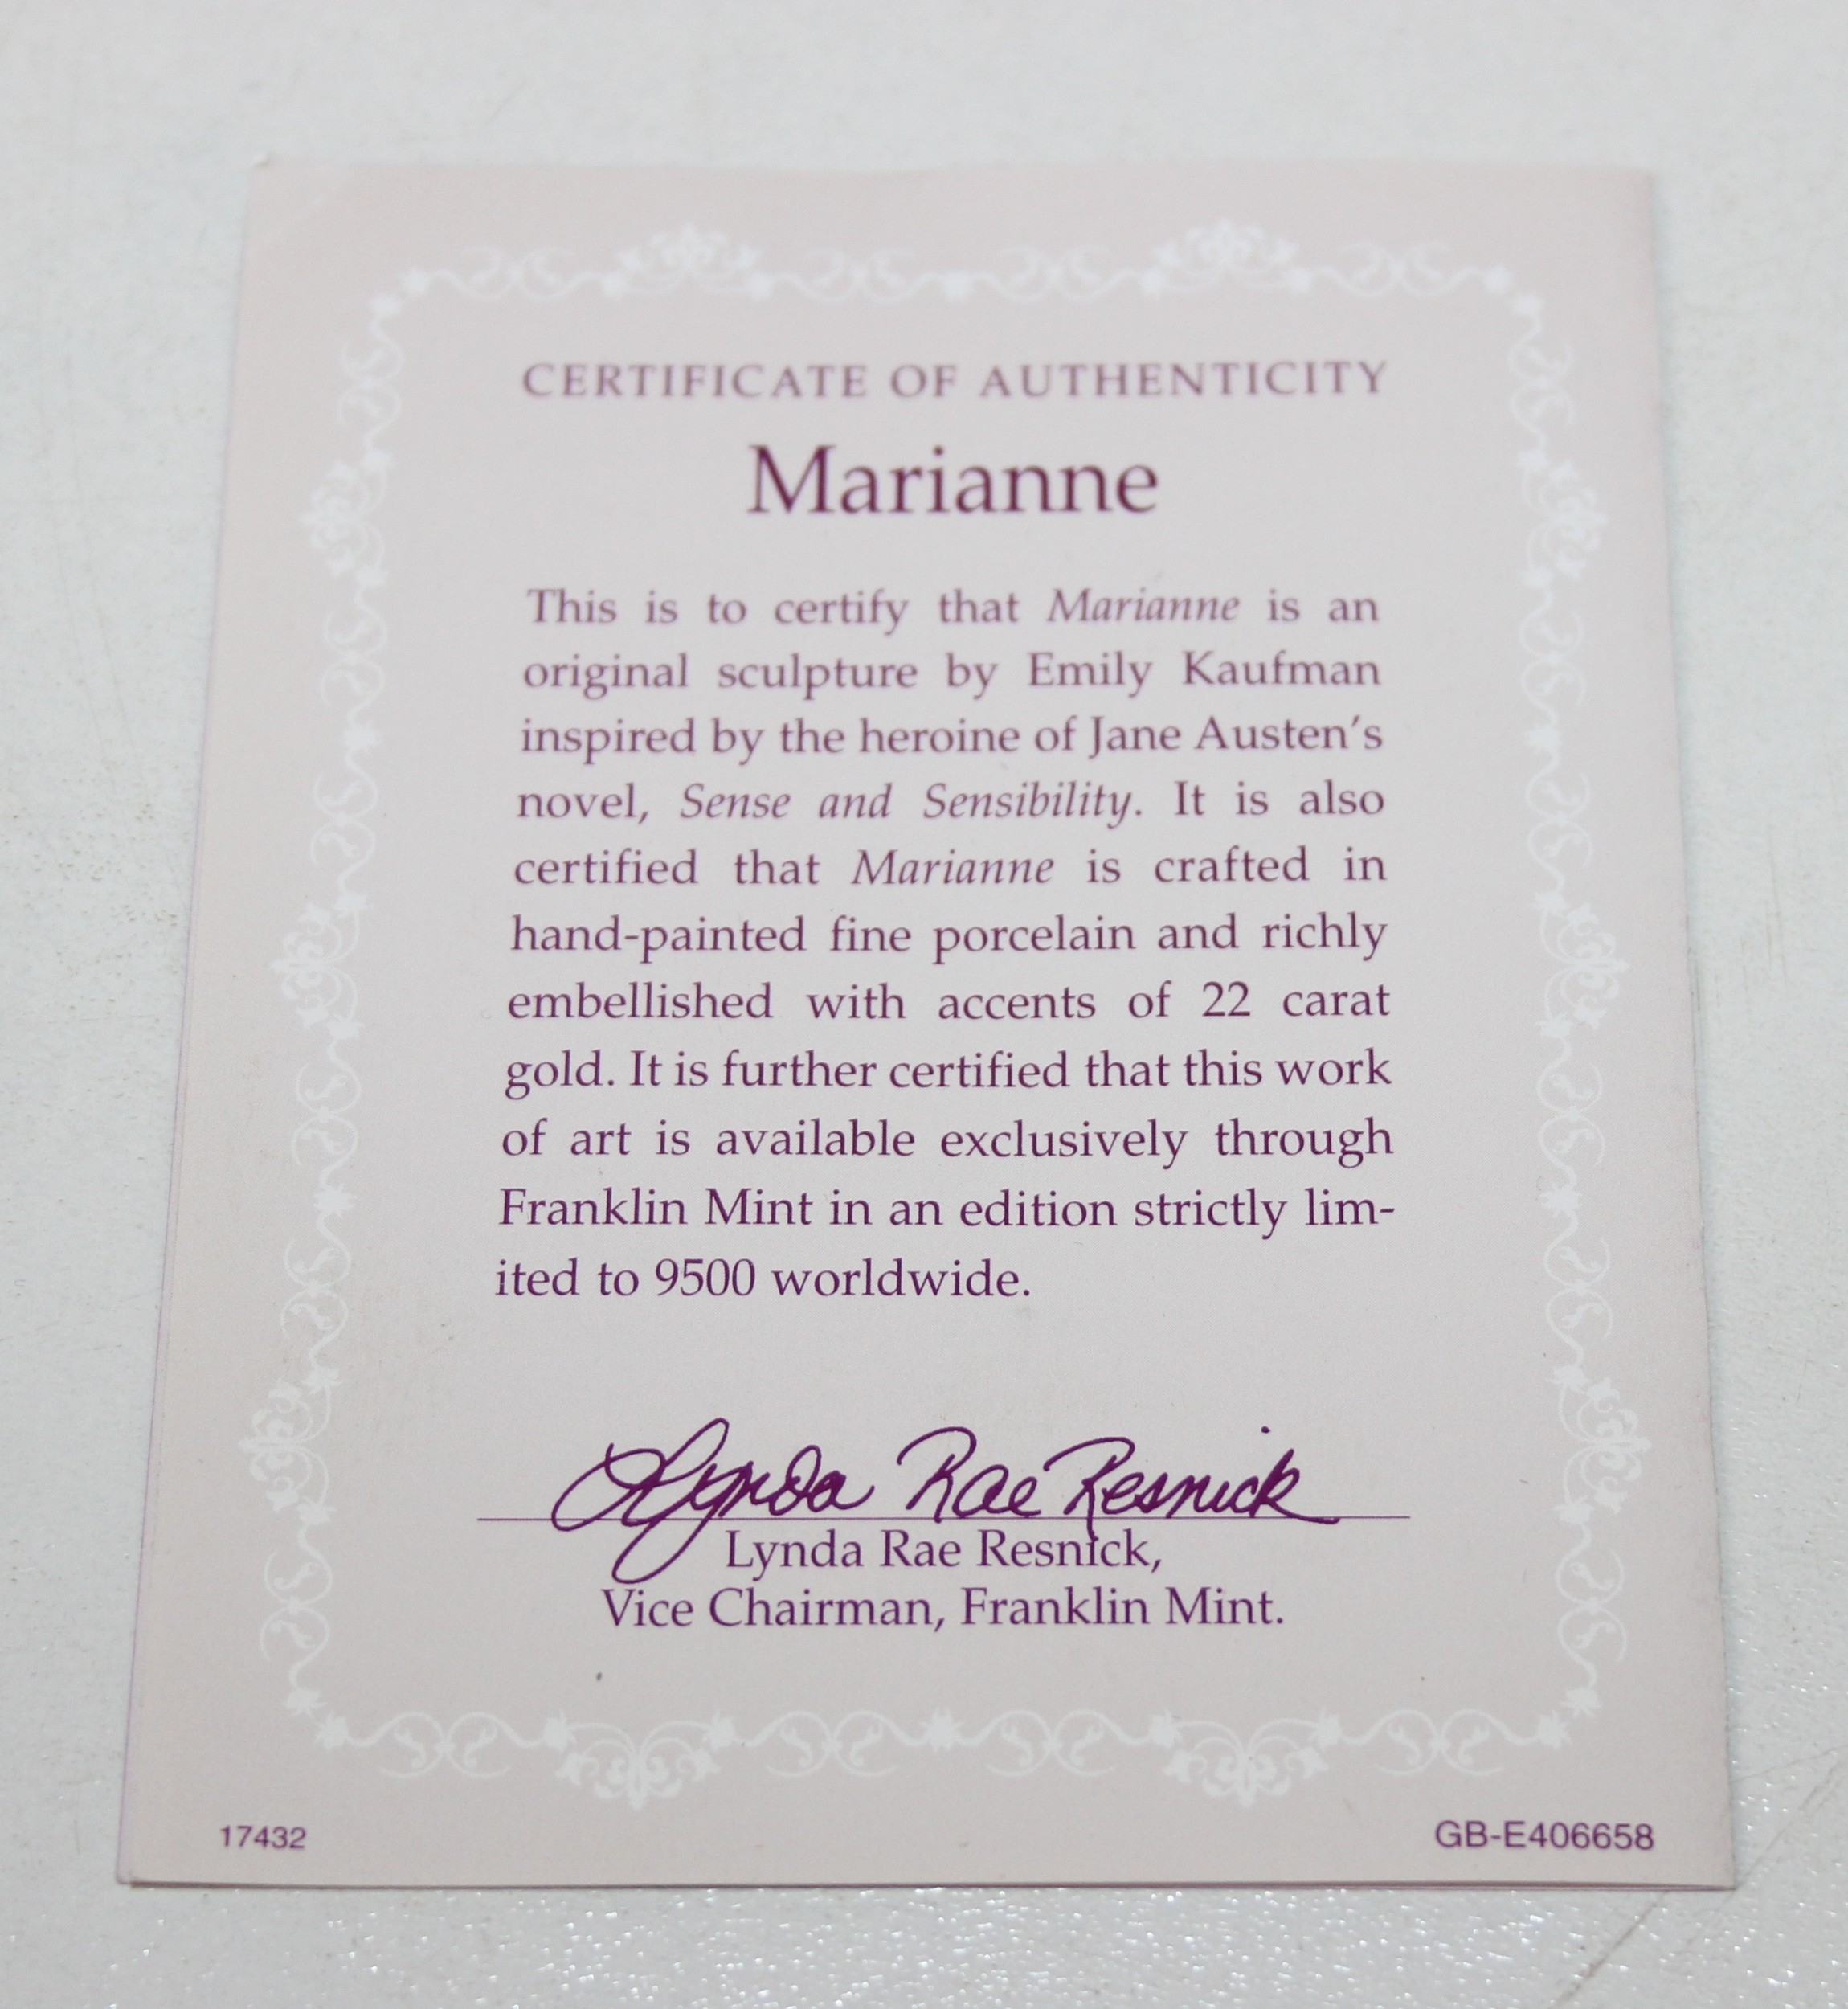 CERTIFICATE OF AUTHENTICITY
Marianne
This is to certify that Marianne is an
original sculpture by Emily Kaufman
inspired by the heroine of Jane Austen's
novel, Sense and Sensibility. It is also
certified that Marianne is crafted in
hand-painted fine porcelain and richly
embellished with accents of 22 carat
gold. It is further certified that this work
of art is available exclusively through
Franklin Mint in an edition strictly lim-
ited to 9500 worldwide.
Lynda Rae Resnick
Lynda Rae Resnick,
Vice Chairman, Franklin Mint.
17432 GB-E406658